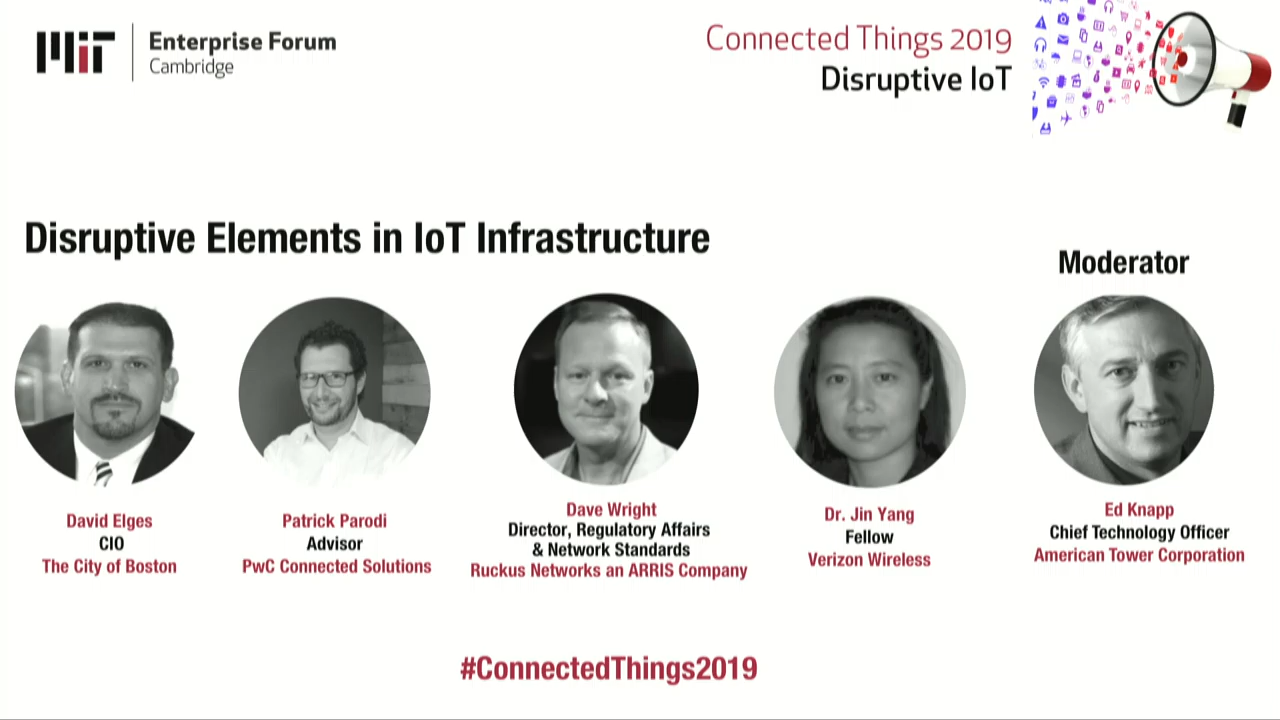 MIT
Enterprise Forum
Cambridge
Connected Things 2019
Disruptive IoT
Disruptive Elements in IoT Infrastructure
Moderator
David Elges
CIO
The City of Boston
Patrick Parodi
Advisor
PwC Connected Solutions
Dave Wright
Director, Regulatory Affairs
& Network Standards
Ruckus Networks an ARRIS Company
Dr. Jin Yang
Fellow
Verizon Wireless
Ed Knapp
Chief Technology Officer
American Tower Corporation
#ConnectedThings2019